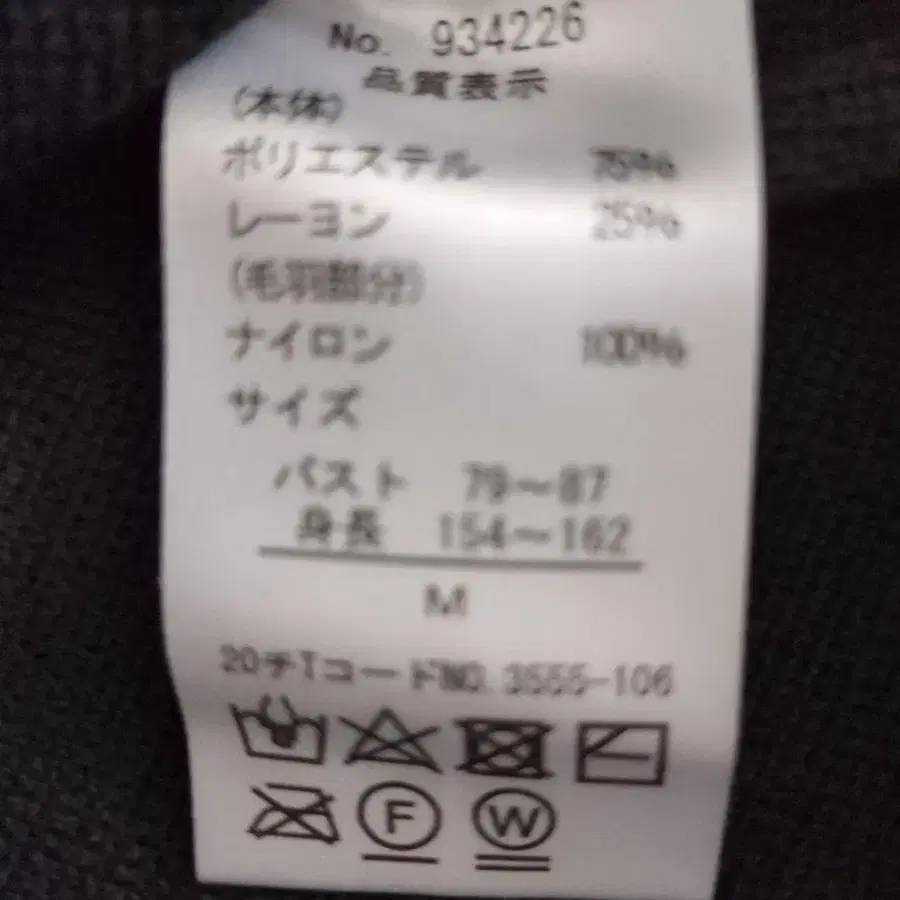 No. 934226
品質表示
(本体)
ポリエステル 75%
レーヨン 25%
(毛羽部分)
ナイロン 100%
サイズ
バスト 79～87
身長 154～162
M
20チTコードNO.3555-106
F W